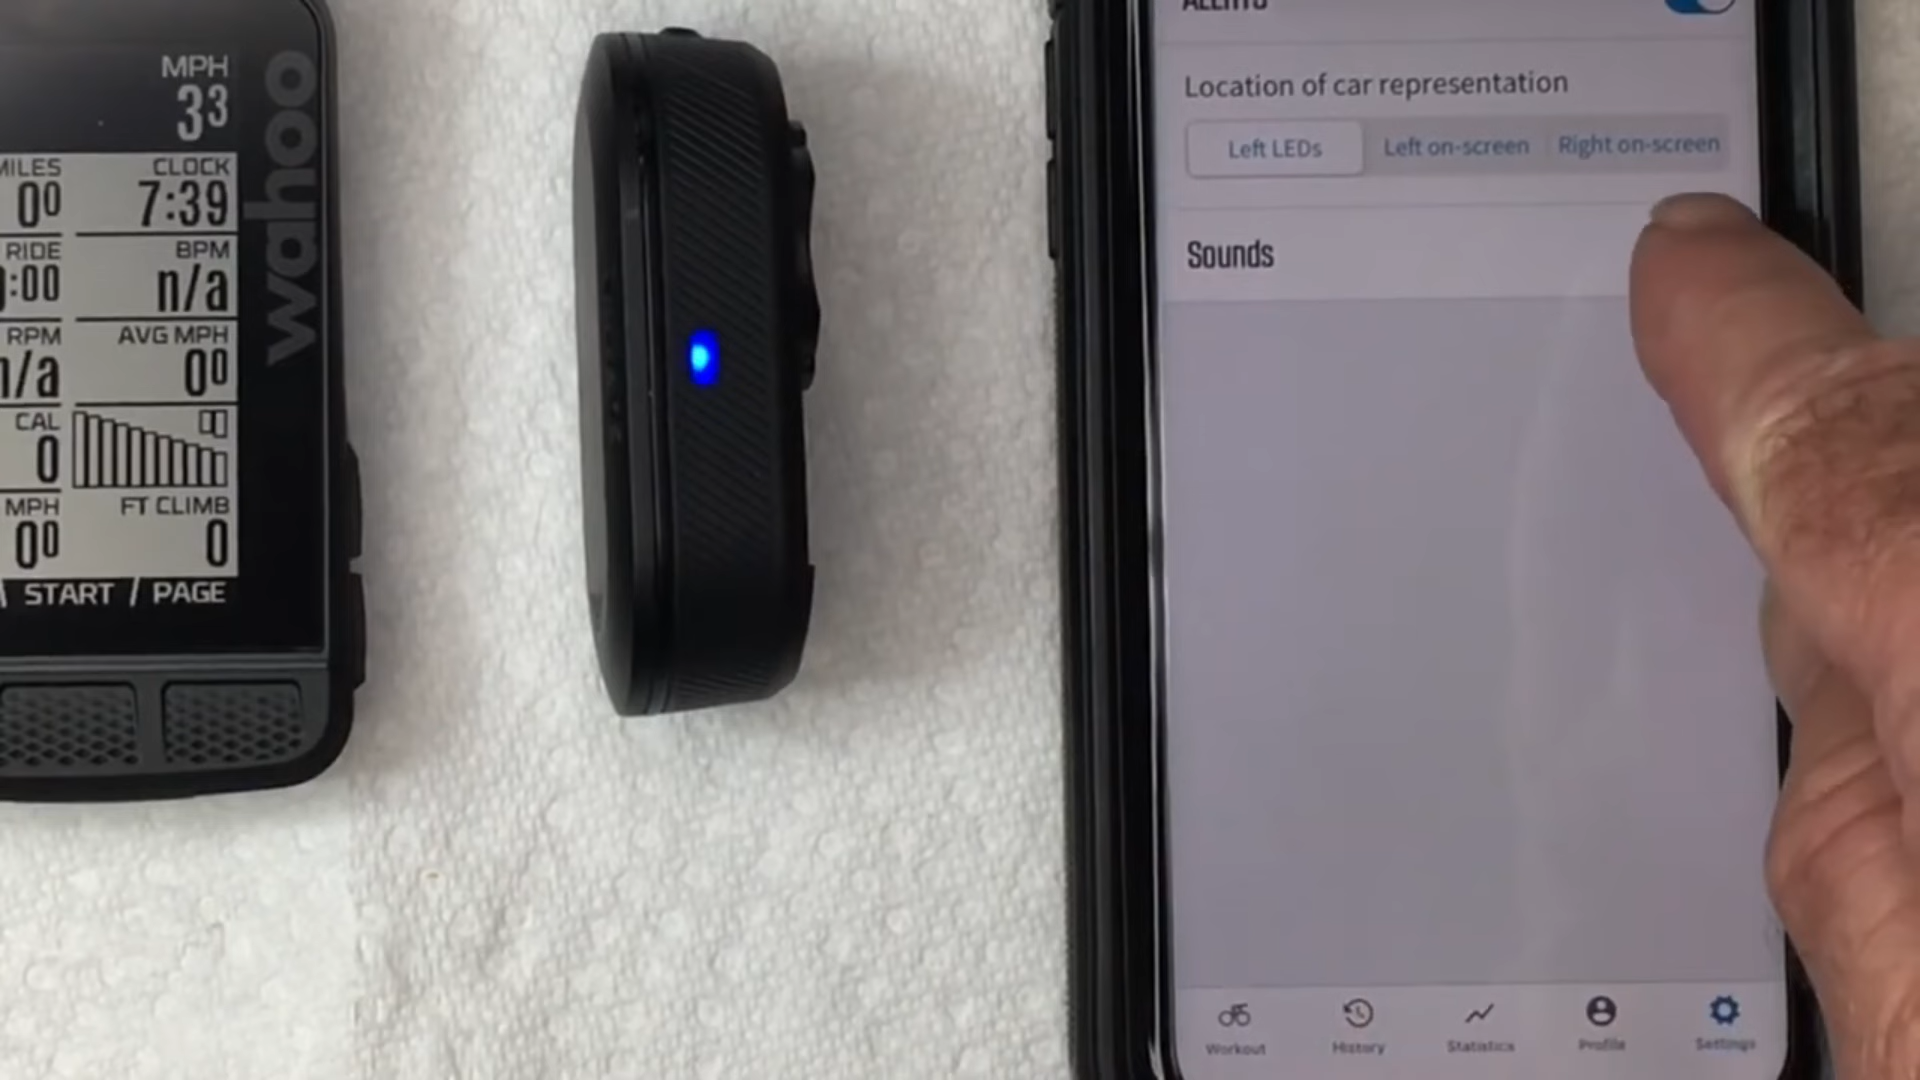 MPH
33
MILES
CLOCK
00
7:39
RIDE
BPM
:00
n/a
RPM
AVG MPH
n/a
00
CAL
0
MPH
FT CLIMB
00
0
START / PAGE
wahoo
ALERTS
Location of car representation
Left LEDs
Left on-screen
Right on-screen
Sounds
Workout
History
Statistics
Profile
Settings